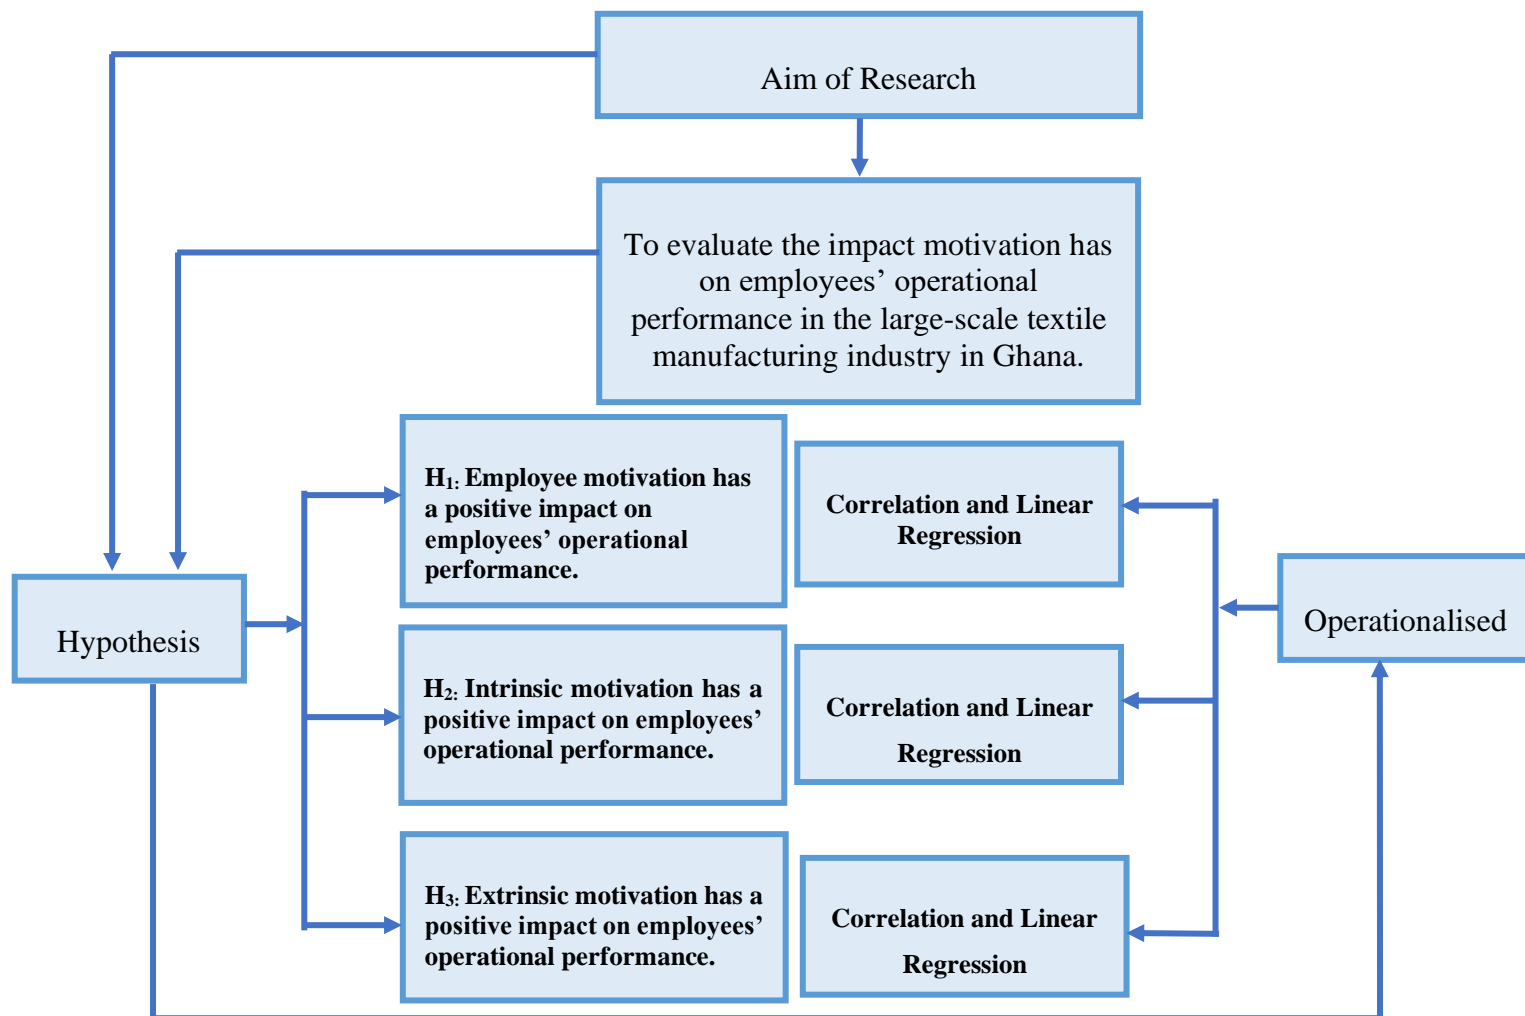 Aim of Research
To evaluate the impact motivation has
on employees’ operational
performance in the large-scale textile
manufacturing industry in Ghana.
H1: Employee motivation has
a positive impact on
employees’ operational
performance.
Correlation and Linear
Regression
Hypothesis
Operationalised
H2: Intrinsic motivation has a
positive impact on employees’
operational performance.
Correlation and Linear
Regression
H3: Extrinsic motivation has a
positive impact on employees’
operational performance.
Correlation and Linear
Regression